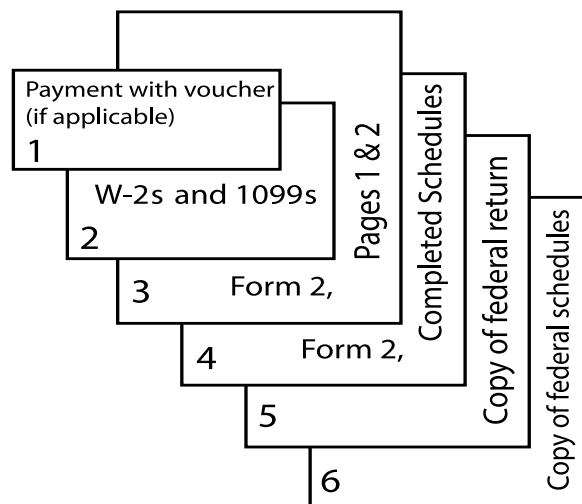 Payment with voucher
(if applicable)
1
W-2s and 1099s
2
Form 2,
Pages 1 & 2
3
Form 2,
Completed Schedules
4
Copy of federal return
5
Copy of federal schedules
6